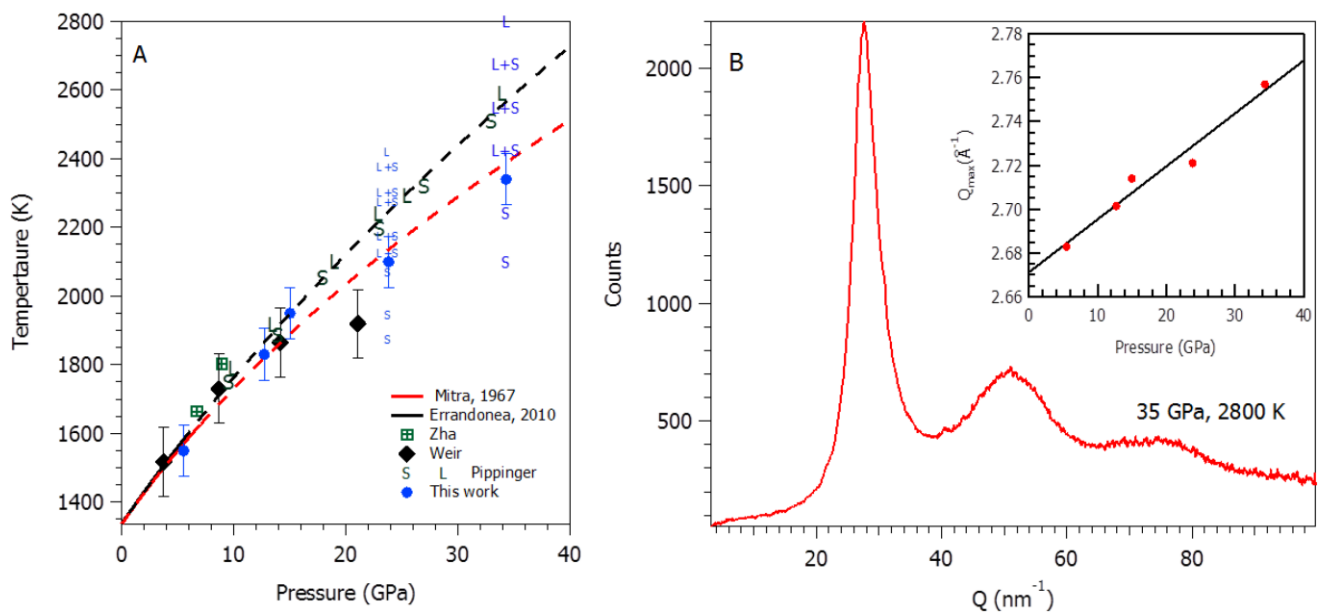 A
Tempertaure (K)
2800
2600
2400
2200
2000
1800
1600
1400
0
10
20
30
40
Pressure (GPa)
L
L+S
L+S
L+S
S
S
L
L+S
L+S
L+S
L+S
L+S
S
S
S
L
S
S
L
L
S
L
S
L
S
L
S
Mitra, 1967
Errandonea, 2010
Zha
Weir
S L Pippinger
This work
B
Counts
2000
1500
1000
500
20
40
60
80
Q (nm⁻¹)
35 GPa, 2800 K
Qmax(Å⁻¹)
2.78
2.76
2.74
2.72
2.70
2.68
2.66
0
10
20
30
40
Pressure (GPa)